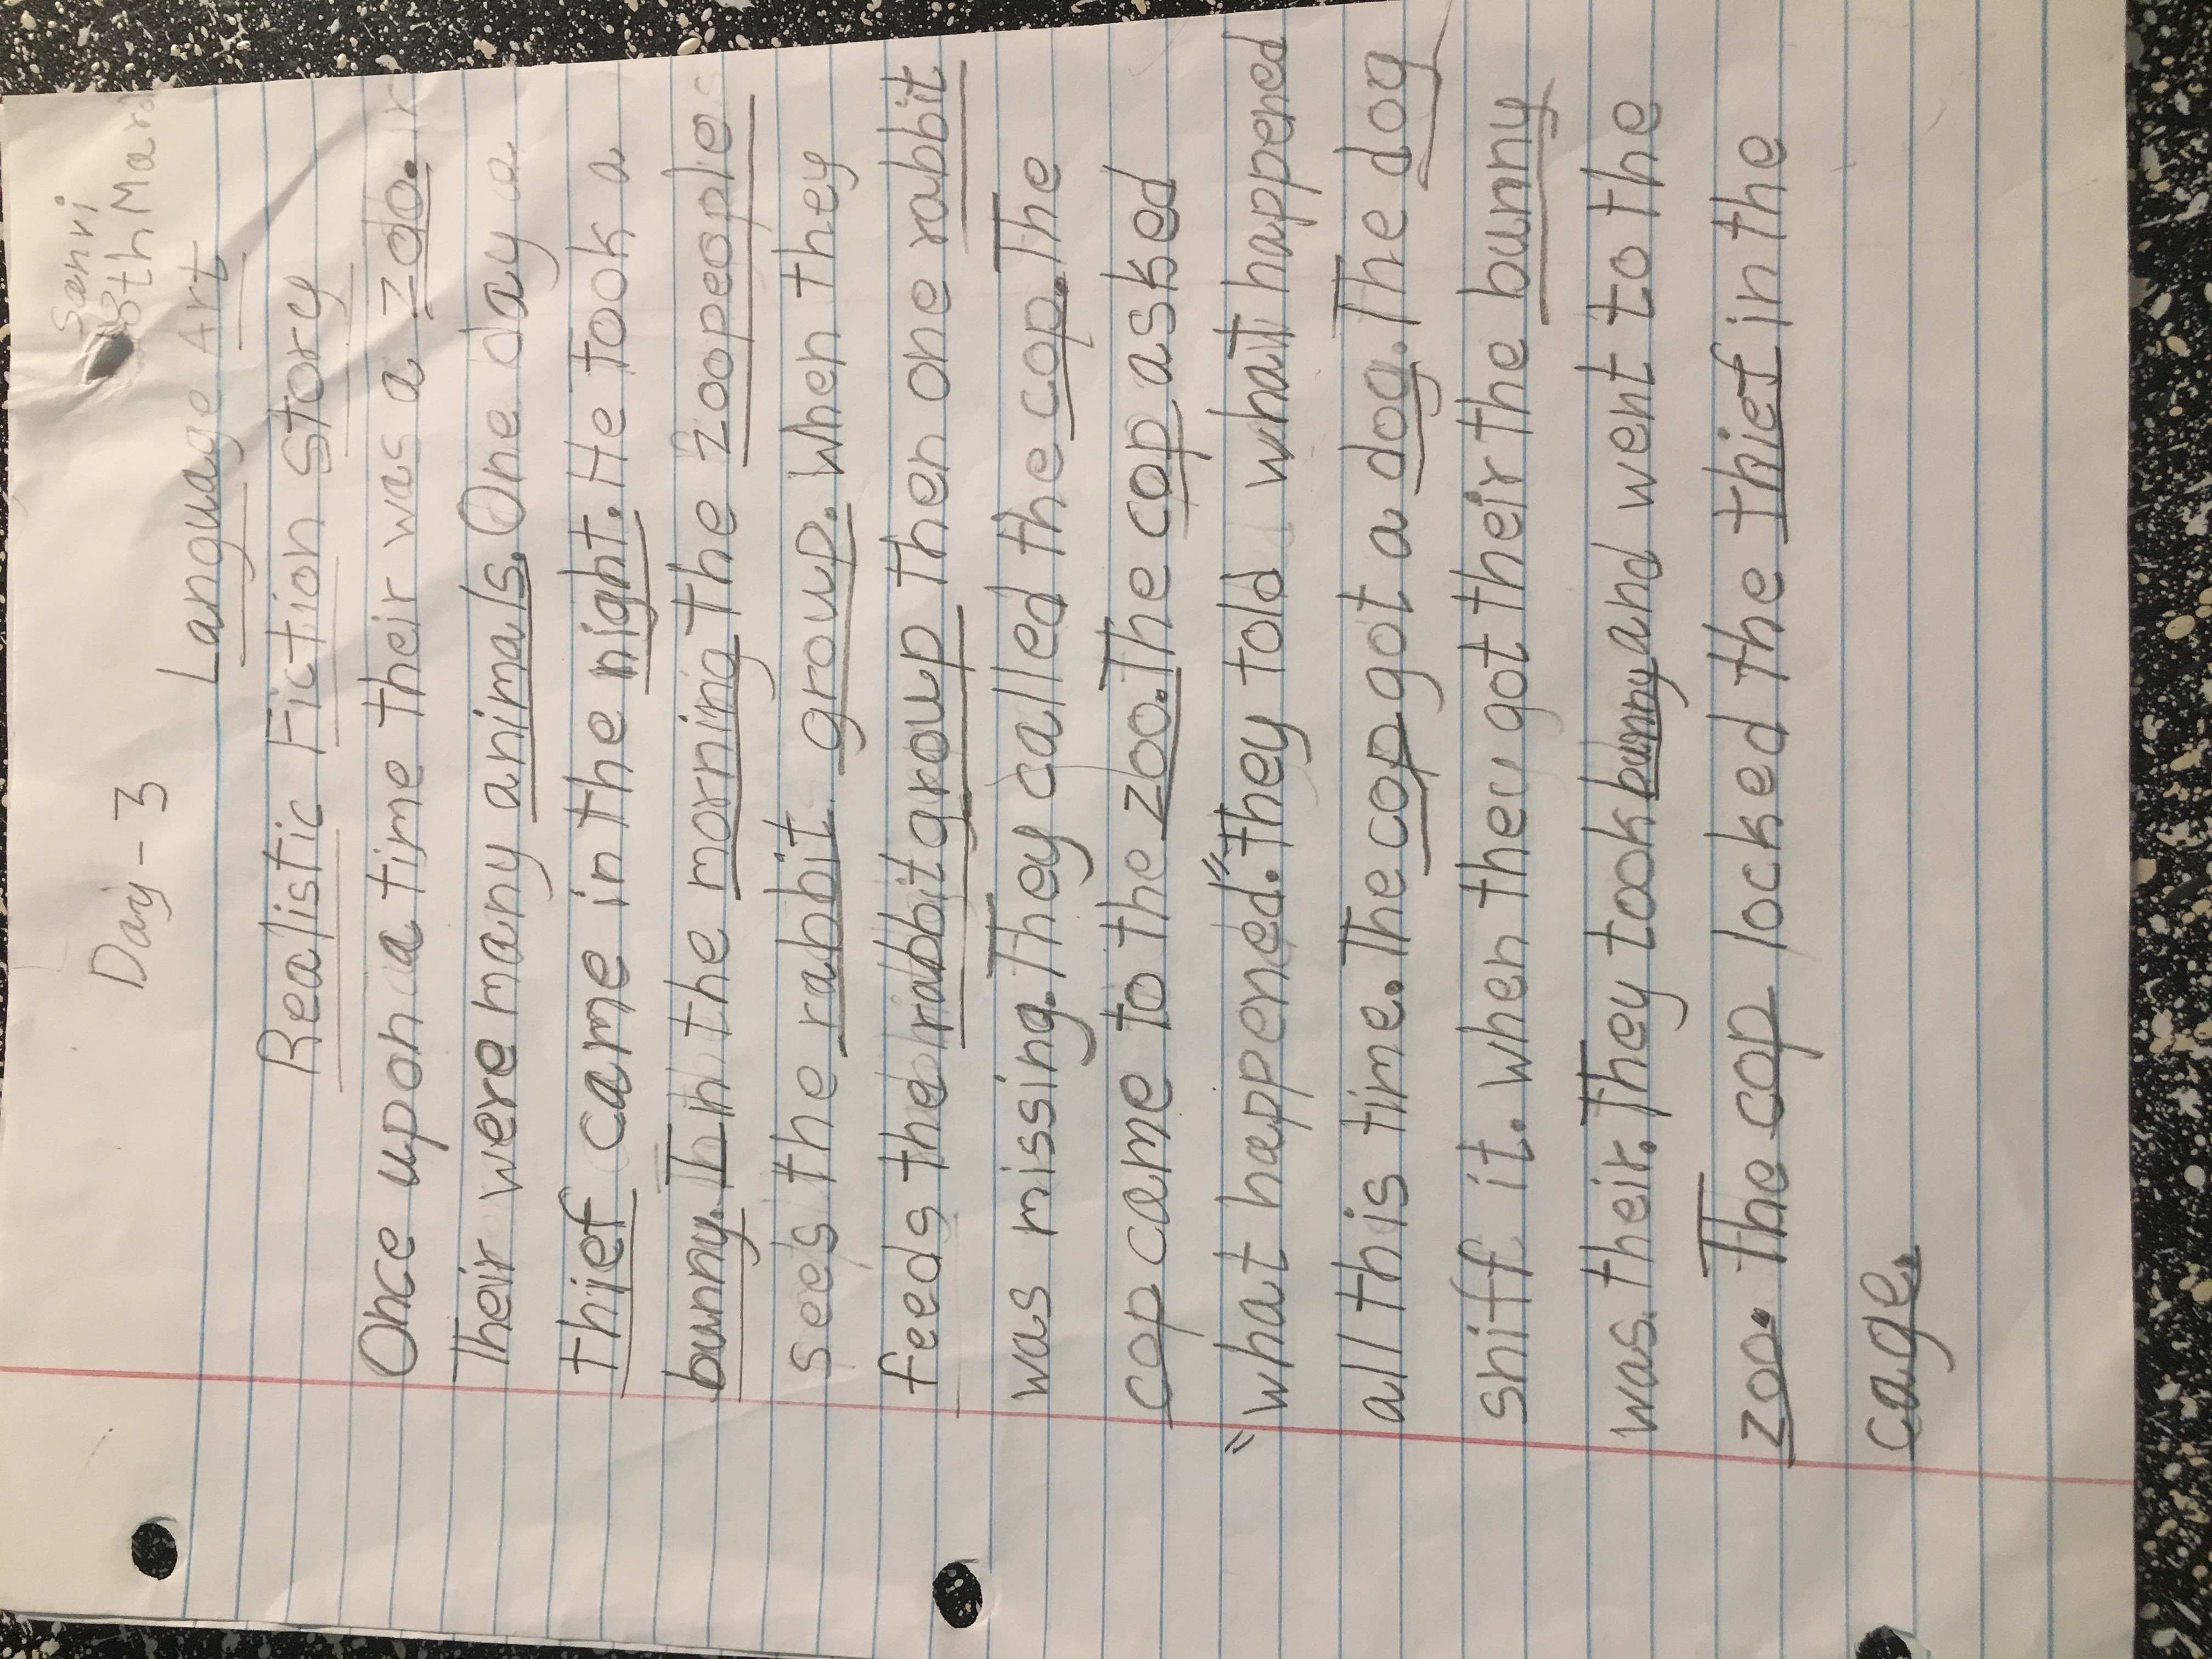 Sanvi
18th March
Day - 3
Language Art
Realistic Fiction Story
Once upon a time their was a zoo.
Their were many animals. One day a
thief came in the night. He took a
bunny. In the morning the zoopeople
see's the rabbit group. When they
feeds the rabbit group then one rabbit
was missing. They called the cop. The
cop came to the zoo. The cop asked
"what happened." They told what happened
all this time. The cop got a dog. The dog
sniff it. When they got their the bunny
was their. They took bunny and went to the
zoo. The cop locked the thief in the
cage.